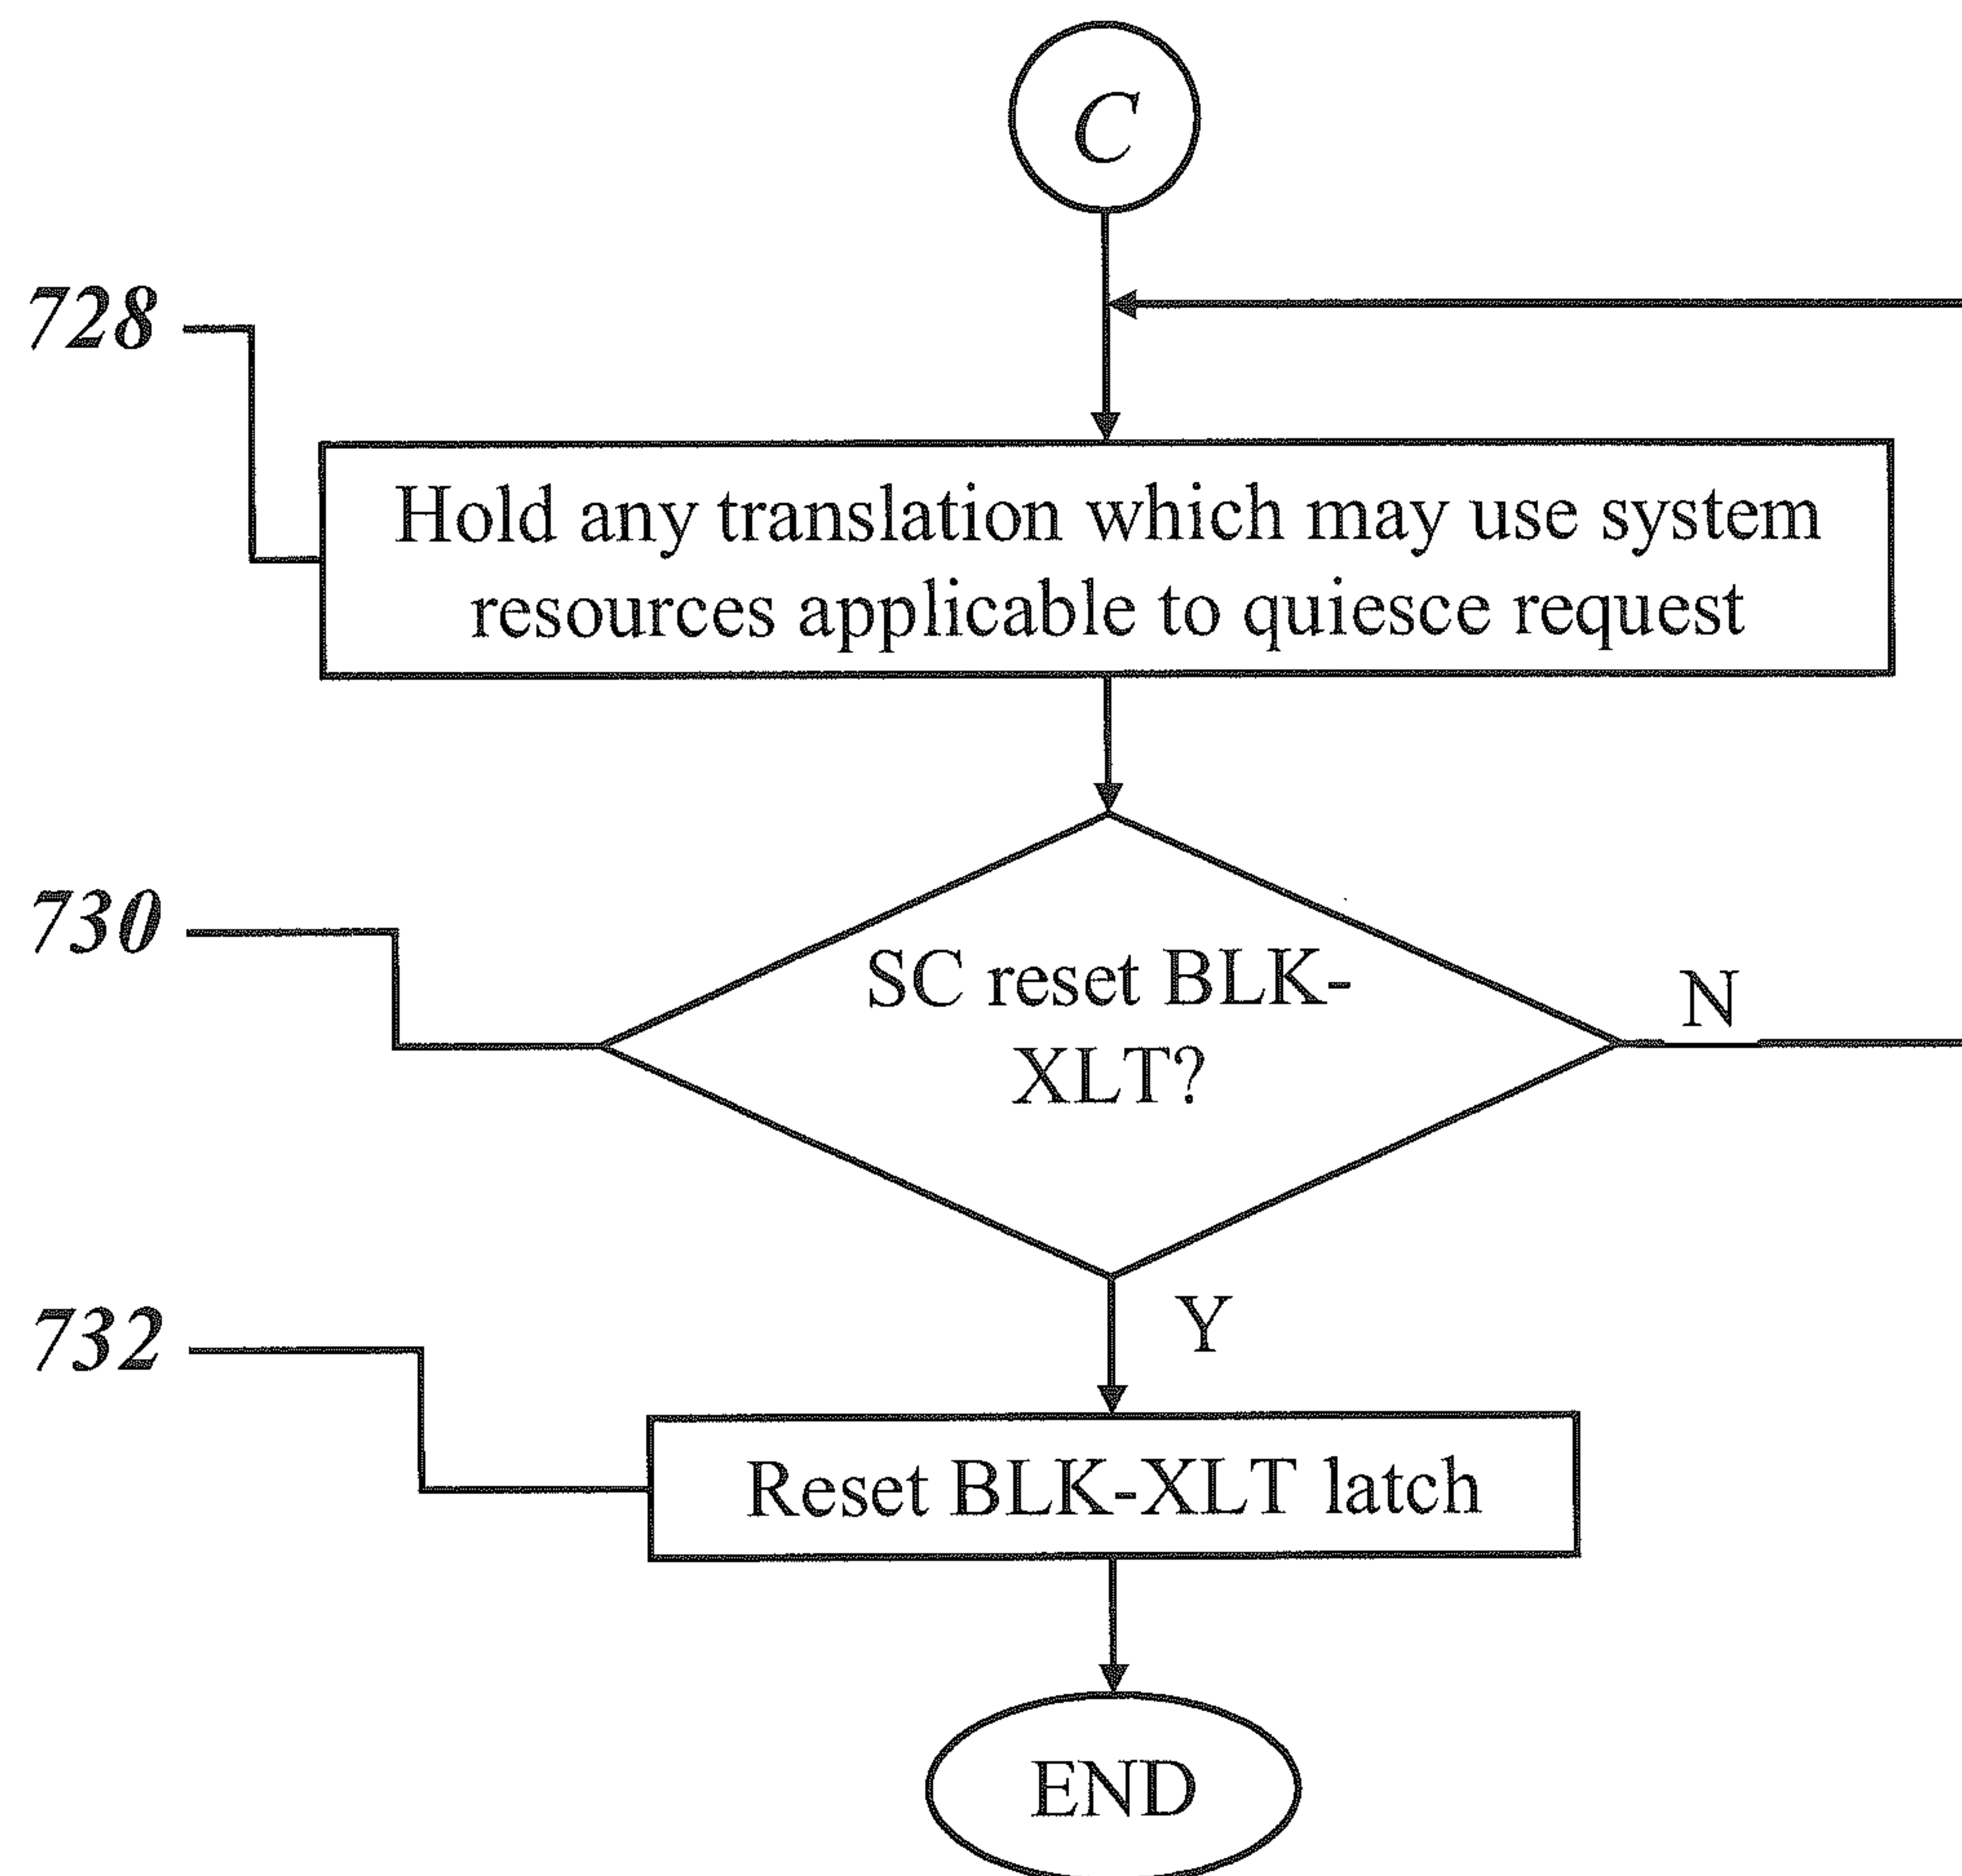 C
728
Hold any translation which may use system
resources applicable to quiesce request
730
SC reset BLK-
XLT?
N
Y
732
Reset BLK-XLT latch
END